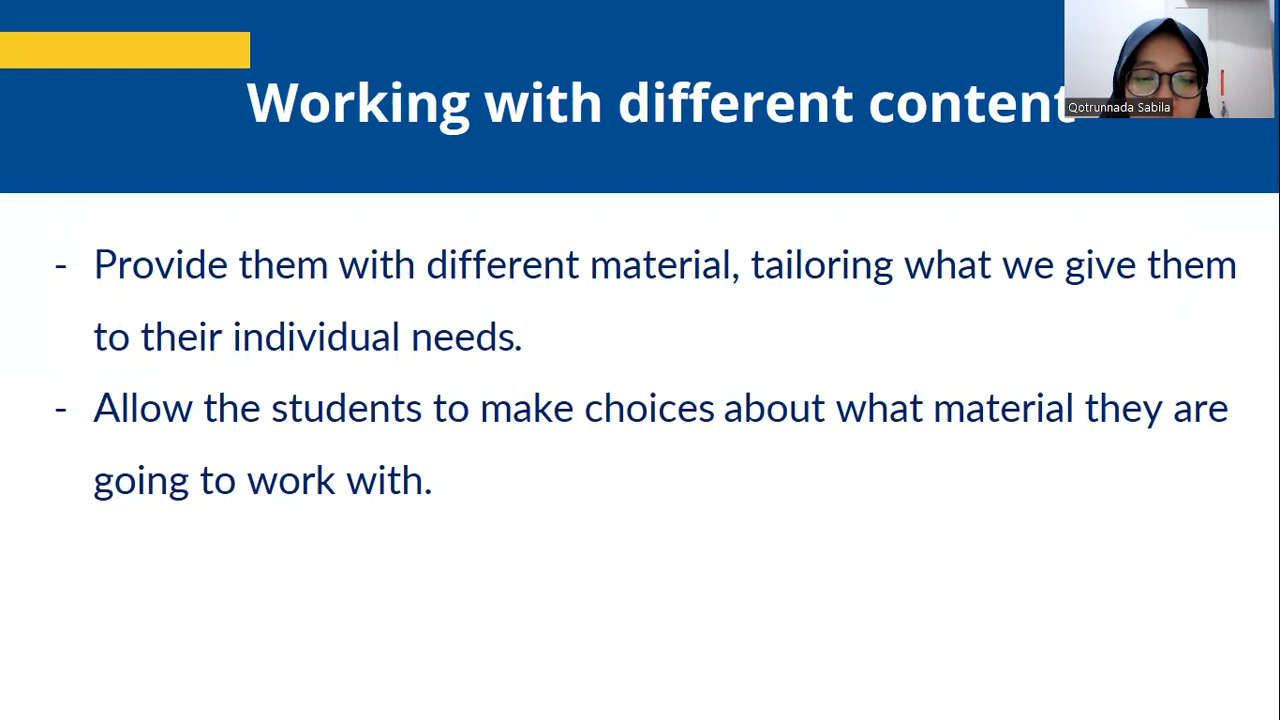 Working with different content
Qotrunnada Sabila
- Provide them with different material, tailoring what we give them
to their individual needs.
- Allow the students to make choices about what material they are
going to work with.